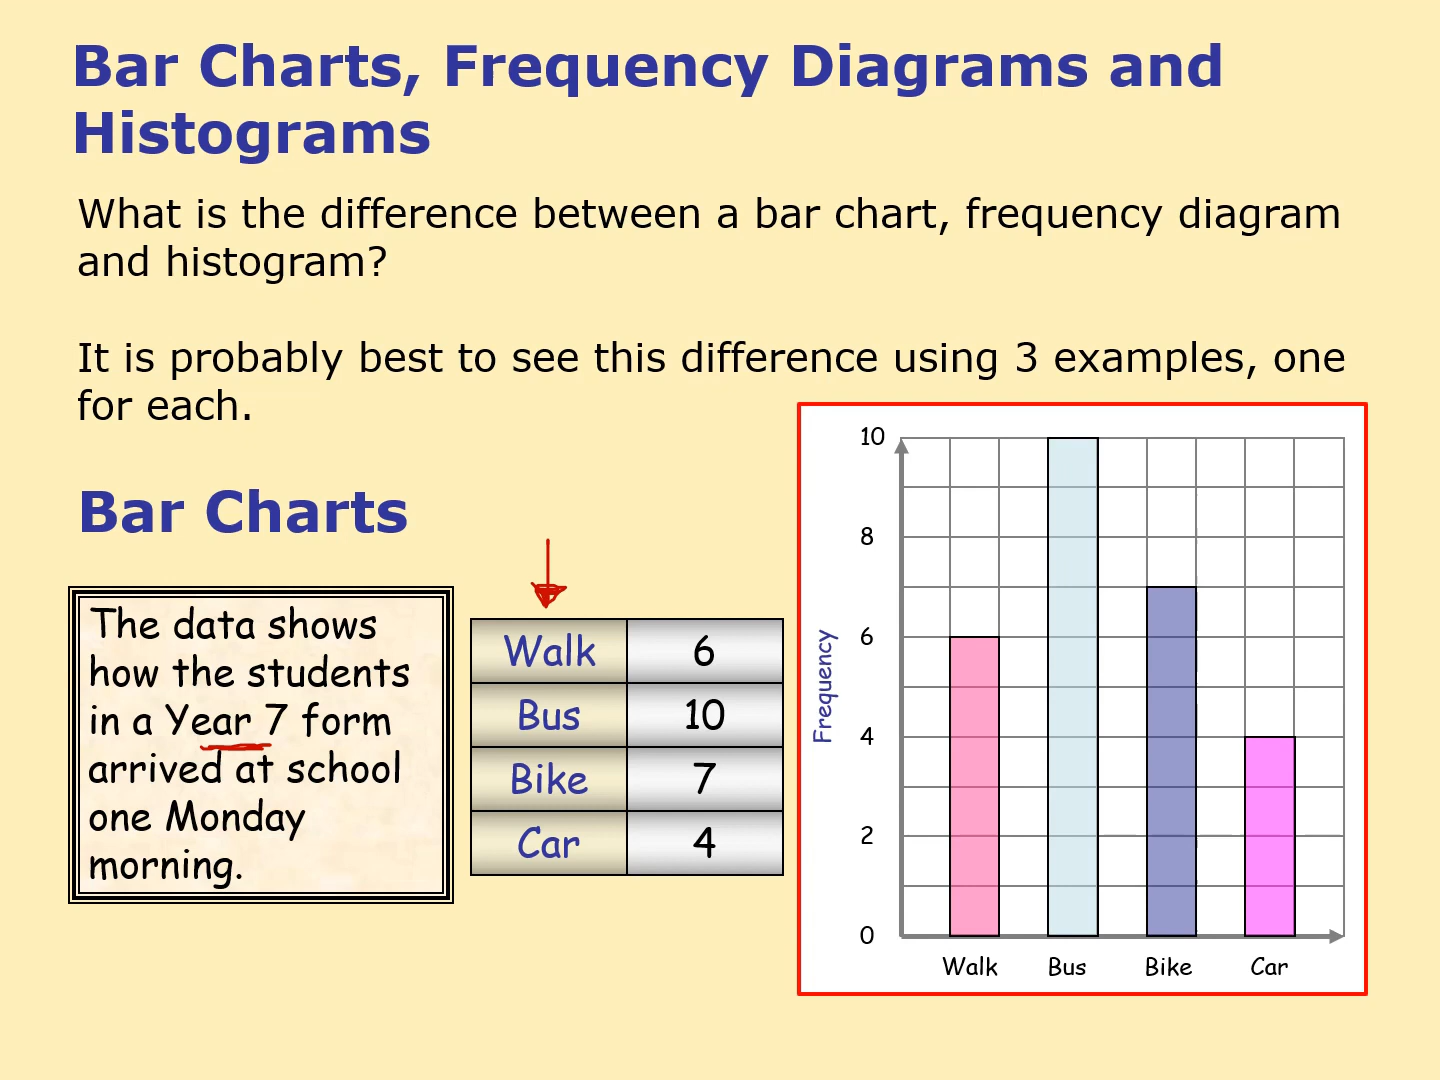 Bar Charts, Frequency Diagrams and
Histograms
What is the difference between a bar chart, frequency diagram
and histogram?
It is probably best to see this difference using 3 examples, one
for each.
Bar Charts
The data shows
how the students
in a Year 7 form
arrived at school
one Monday
morning.
Walk 6
Bus 10
Bike 7
Car 4
Frequency
10
8
6
4
2
0
Walk Bus Bike Car